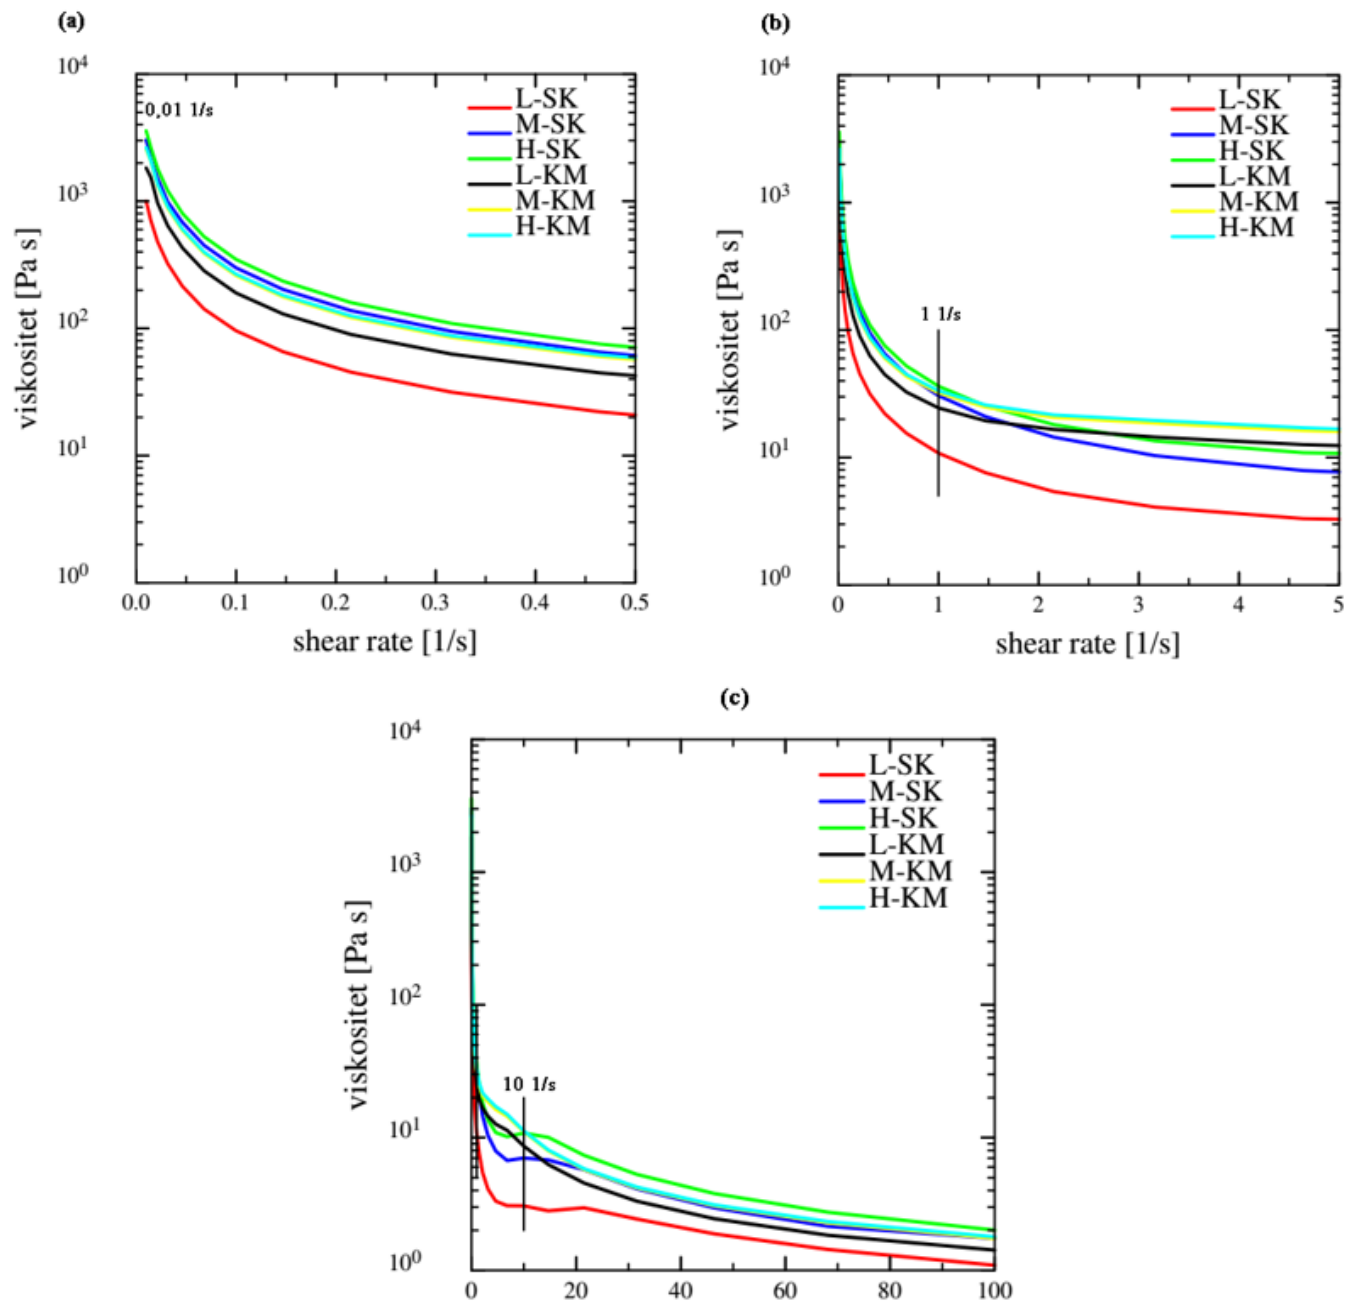 (a)
10⁴
10³
10²
10¹
10⁰
viskositet [Pa s]
0,01 1/s
L-SK
M-SK
H-SK
L-KM
M-KM
H-KM
0.0 0.1 0.2 0.3 0.4 0.5
shear rate [1/s]
(b)
10⁴
10³
10²
10¹
10⁰
viskositet [Pa s]
L-SK
M-SK
H-SK
L-KM
M-KM
H-KM
1 1/s
0 1 2 3 4 5
shear rate [1/s]
(c)
10⁴
10³
10²
10¹
10⁰
viskositet [Pa s]
L-SK
M-SK
H-SK
L-KM
M-KM
H-KM
10 1/s
0 20 40 60 80 100